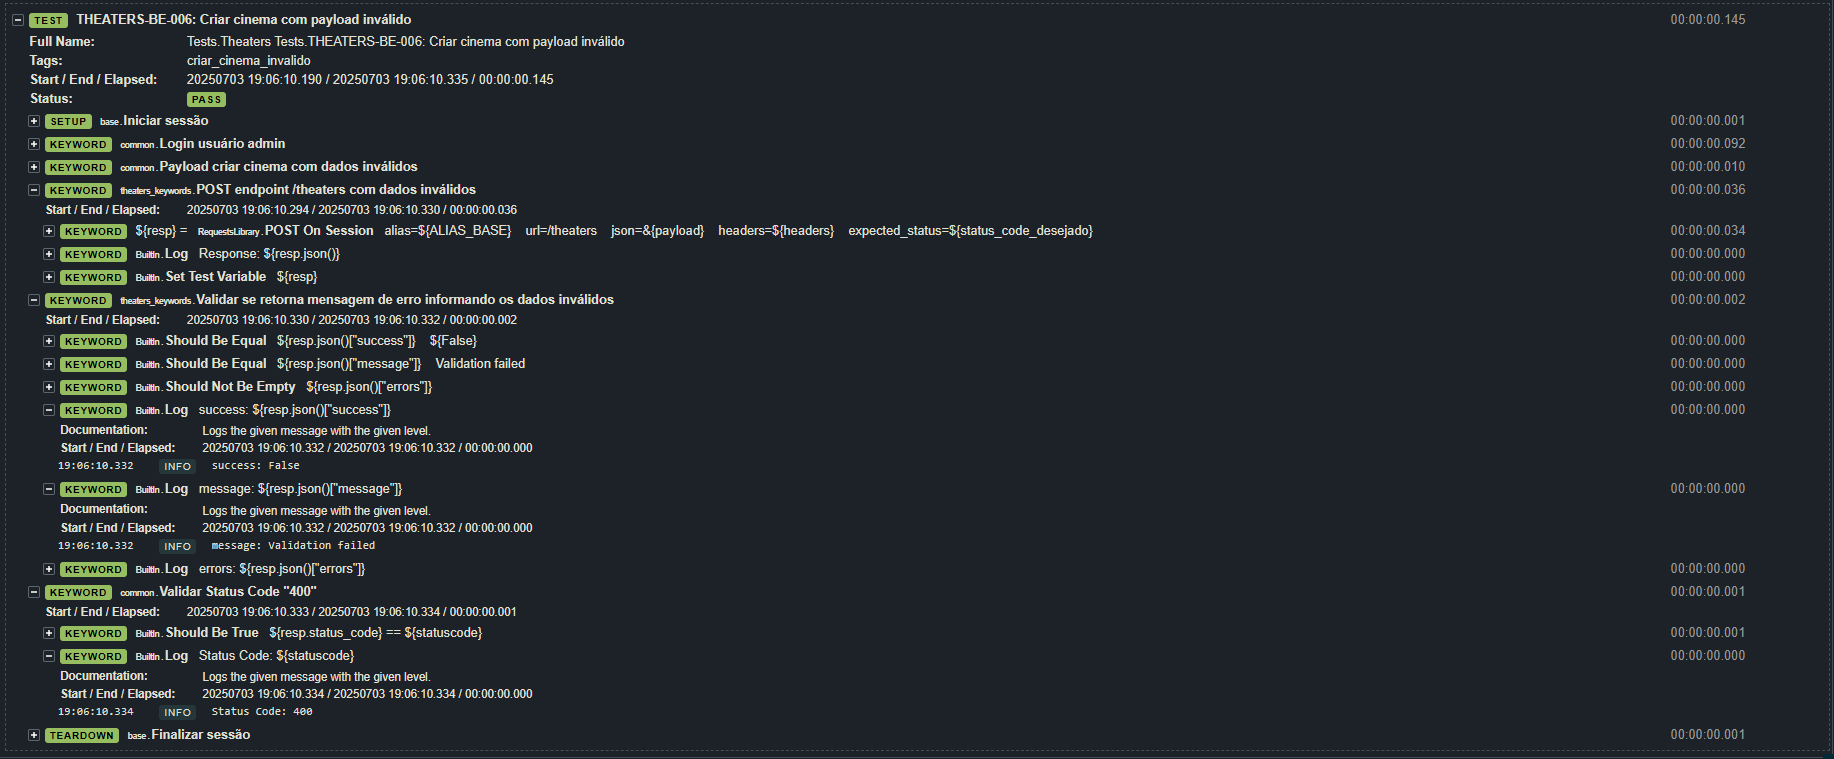 TEST THEATERS-BE-006: Criar cinema com payload inválido 00:00:00.145
Full Name: Tests.Theaters Tests.THEATERS-BE-006: Criar cinema com payload inválido
Tags: criar_cinema_invalido
Start / End / Elapsed: 20250703 19:06:10.190 / 20250703 19:06:10.335 / 00:00:00.145
Status: PASS
SETUP base.Iniciar sessão 00:00:00.001
KEYWORD common.Login usuário admin 00:00:00.092
KEYWORD common.Payload criar cinema com dados inválidos 00:00:00.010
KEYWORD theaters_keywords.POST endpoint /theaters com dados inválidos 00:00:00.036
Start / End / Elapsed: 20250703 19:06:10.294 / 20250703 19:06:10.330 / 00:00:00.036
KEYWORD ${resp} = RequestsLibrary.POST On Session alias=${ALIAS_BASE} url=/theaters json=&{payload} headers=${headers} expected_status=${status_code_desejado} 00:00:00.034
KEYWORD BuiltIn.Log Response: ${resp.json()} 00:00:00.000
KEYWORD BuiltIn.Set Test Variable ${resp} 00:00:00.000
KEYWORD theaters_keywords.Validar se retorna mensagem de erro informando os dados inválidos 00:00:00.002
Start / End / Elapsed: 20250703 19:06:10.330 / 20250703 19:06:10.332 / 00:00:00.002
KEYWORD BuiltIn.Should Be Equal ${resp.json()["success"]} ${False} 00:00:00.000
KEYWORD BuiltIn.Should Be Equal ${resp.json()["message"]} Validation failed 00:00:00.000
KEYWORD BuiltIn.Should Not Be Empty ${resp.json()["errors"]} 00:00:00.000
KEYWORD BuiltIn.Log success: ${resp.json()["success"]} 00:00:00.000
Documentation: Logs the given message with the given level.
Start / End / Elapsed: 20250703 19:06:10.332 / 20250703 19:06:10.332 / 00:00:00.000
19:06:10.332 INFO success: False
KEYWORD BuiltIn.Log message: ${resp.json()["message"]} 00:00:00.000
Documentation: Logs the given message with the given level.
Start / End / Elapsed: 20250703 19:06:10.332 / 20250703 19:06:10.332 / 00:00:00.000
19:06:10.332 INFO message: Validation failed
KEYWORD BuiltIn.Log errors: ${resp.json()["errors"]} 00:00:00.000
KEYWORD common.Validar Status Code "400" 00:00:00.001
Start / End / Elapsed: 20250703 19:06:10.333 / 20250703 19:06:10.334 / 00:00:00.001
KEYWORD BuiltIn.Should Be True ${resp.status_code} == ${statuscode} 00:00:00.001
KEYWORD BuiltIn.Log Status Code: ${statuscode} 00:00:00.000
Documentation: Logs the given message with the given level.
Start / End / Elapsed: 20250703 19:06:10.334 / 20250703 19:06:10.334 / 00:00:00.000
19:06:10.334 INFO Status Code: 400
TEARDOWN base.Finalizar sessão 00:00:00.001